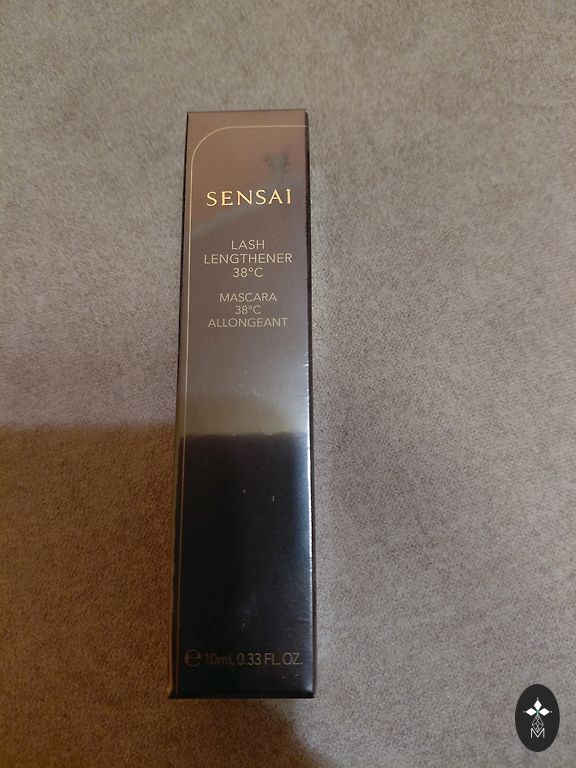 SENSAI
LASH
LENGTHENER
38°C
MASCARA
38°C
ALLONGEANT
℮ 10mL 0.33 FL.OZ.
M